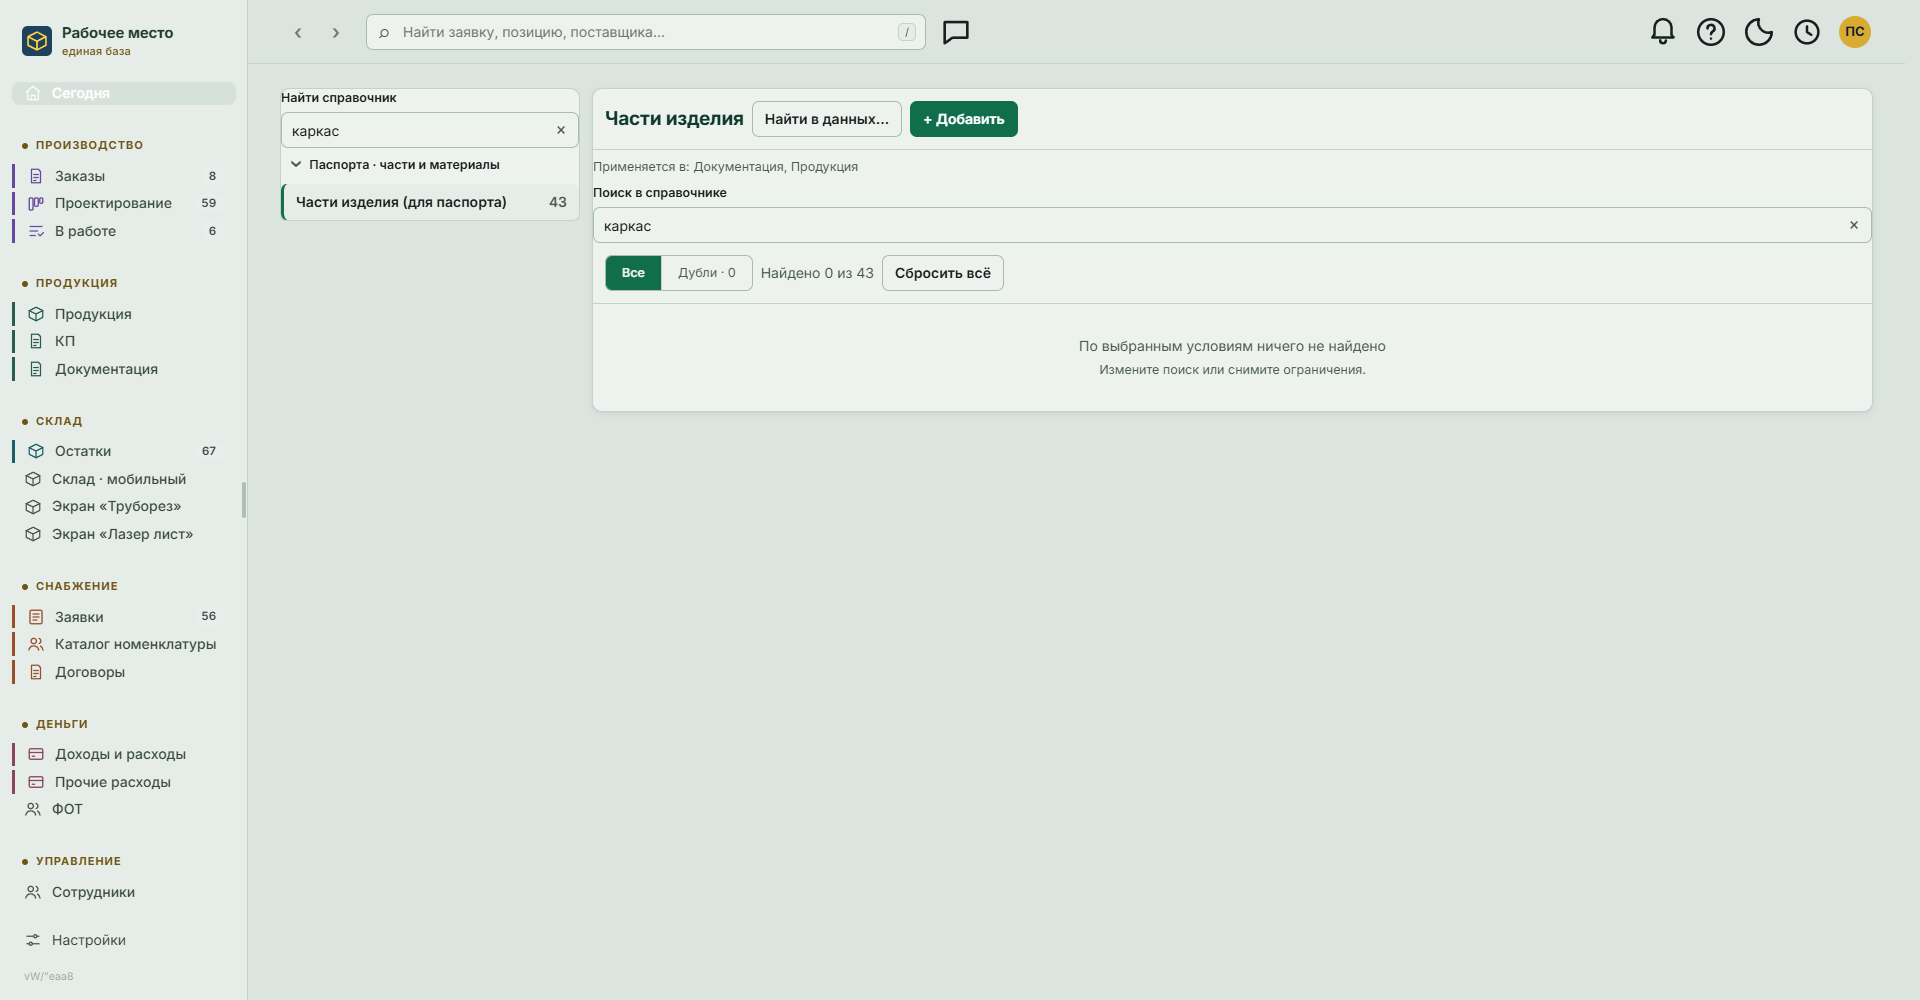 Рабочее место
единая база
Сегодня
ПРОИЗВОДСТВО
Заказы 8
Проектирование 59
В работе 6
ПРОДУКЦИЯ
Продукция
КП
Документация
СКЛАД
Остатки 67
Склад · мобильный
Экран «Труборез»
Экран «Лазер лист»
СНАБЖЕНИЕ
Заявки 56
Каталог номенклатуры
Договоры
ДЕНЬГИ
Доходы и расходы
Прочие расходы
ФОТ
УПРАВЛЕНИЕ
Сотрудники
Настройки
vW/"eaa8
Найти заявку, позицию, поставщика... /
ПС
Найти справочник
каркас ×
Паспорта · части и материалы
Части изделия (для паспорта) 43
Части изделия Найти в данных... + Добавить
Применяется в: Документация, Продукция
Поиск в справочнике
каркас ×
Все Дубли · 0 Найдено 0 из 43 Сбросить всё
По выбранным условиям ничего не найдено
Измените поиск или снимите ограничения.